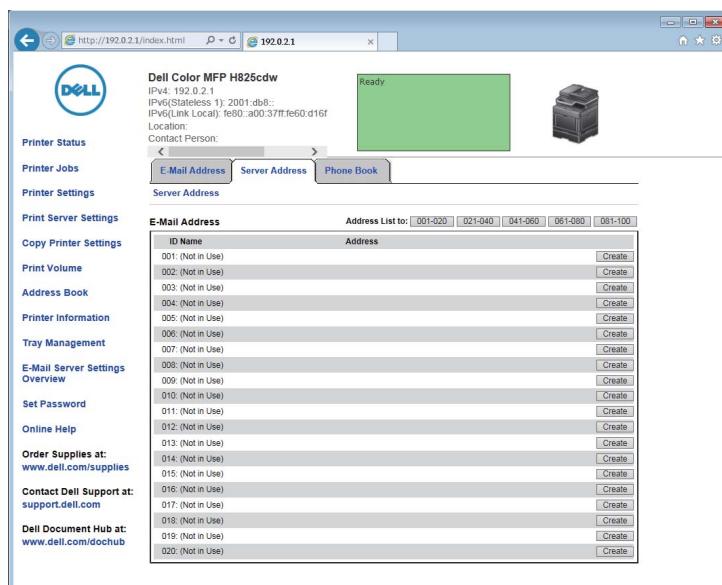 http://192.0.2.1/index.html
192.0.2.1
DELL
Dell Color MFP H825cdw
IPv4: 192.0.2.1
IPv6(Stateless 1): 2001:db8::
IPv6(Link Local): fe80::a00:37ff:fe60:d16f
Location:
Contact Person:
Ready
Printer Status
Printer Jobs
Printer Settings
Print Server Settings
Copy Printer Settings
Print Volume
Address Book
Printer Information
Tray Management
E-Mail Server Settings
Overview
Set Password
Online Help
Order Supplies at:
www.dell.com/supplies
Contact Dell Support at:
support.dell.com
Dell Document Hub at:
www.dell.com/dochub
E-Mail Address Server Address Phone Book
Server Address
E-Mail Address Address List to: 001-020 021-040 041-060 061-080 081-100
ID Name Address
001: (Not in Use) Create
002: (Not in Use) Create
003: (Not in Use) Create
004: (Not in Use) Create
005: (Not in Use) Create
006: (Not in Use) Create
007: (Not in Use) Create
008: (Not in Use) Create
009: (Not in Use) Create
010: (Not in Use) Create
011: (Not in Use) Create
012: (Not in Use) Create
013: (Not in Use) Create
014: (Not in Use) Create
015: (Not in Use) Create
016: (Not in Use) Create
017: (Not in Use) Create
018: (Not in Use) Create
019: (Not in Use) Create
020: (Not in Use) Create